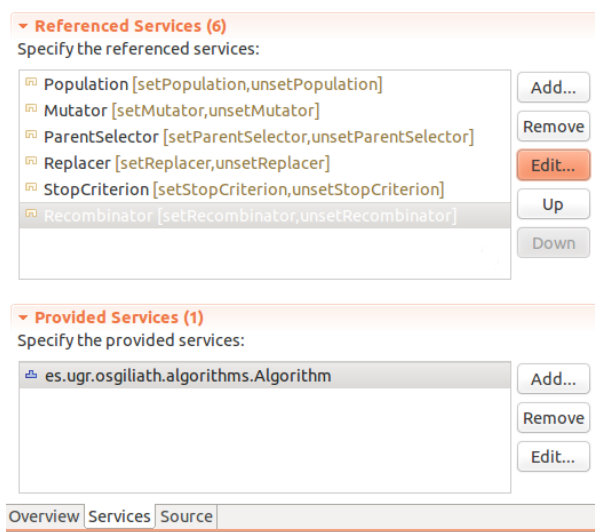 Referenced Services (6)
Specify the referenced services:
Population [setPopulation,unsetPopulation]
Mutator [setMutator,unsetMutator]
ParentSelector [setParentSelector,unsetParentSelector]
Replacer [setReplacer,unsetReplacer]
StopCriterion [setStopCriterion,unsetStopCriterion]
Recombinator [setRecombinator,unsetRecombinator]
Add...
Remove
Edit...
Up
Down
Provided Services (1)
Specify the provided services:
es.ugr.osgiliath.algorithms.Algorithm
Add...
Remove
Edit...
Overview Services Source